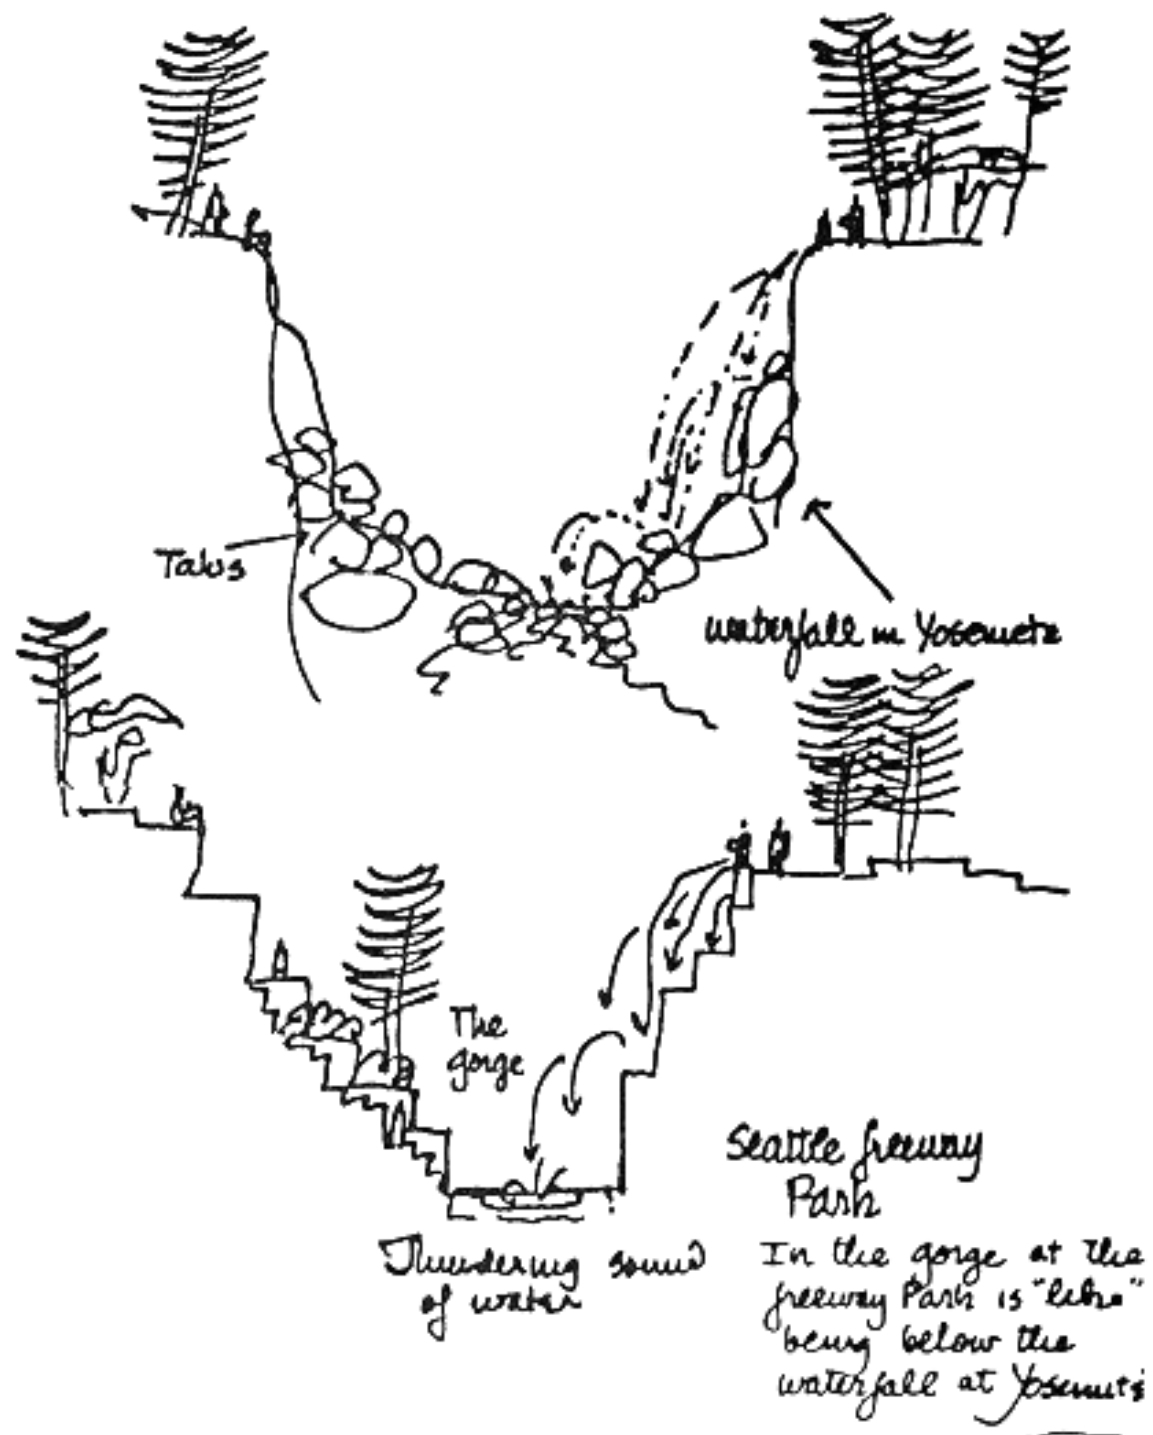 Talus
waterfall in Yosemete
The
gorge
Seattle freeway
Park
Thundering sound
of water
In the gorge at the
freeway Park is "like"
being below the
waterfall at Yosemite